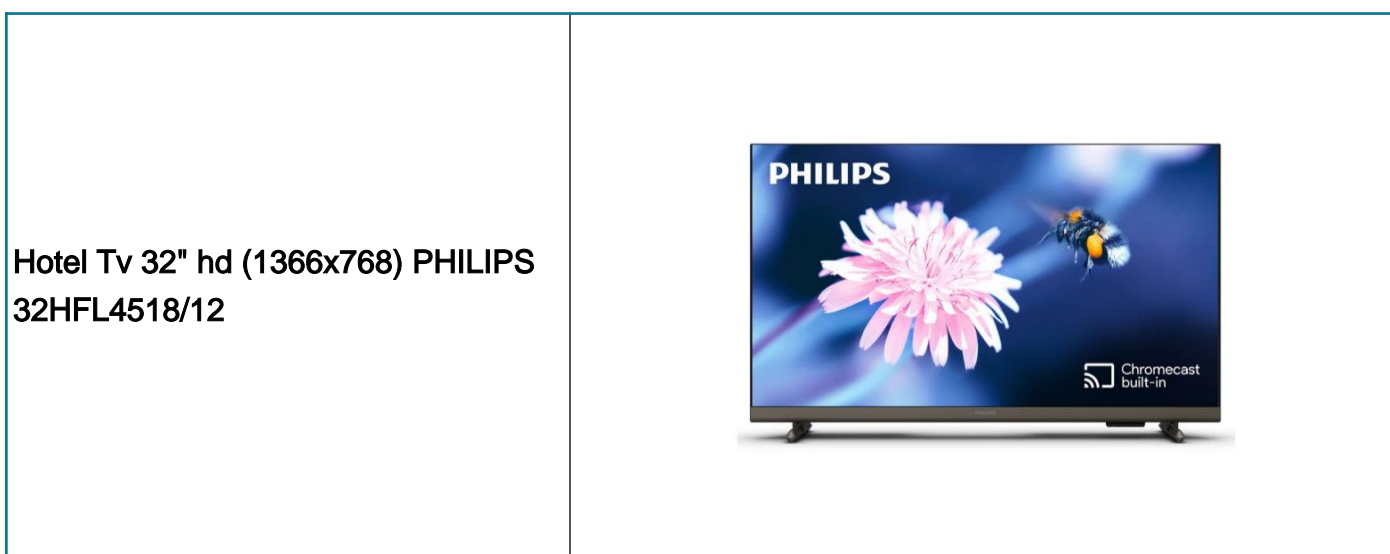 Hotel Tv 32" hd (1366x768) PHILIPS
32HFL4518/12
PHILIPS
Chromecast
built-in